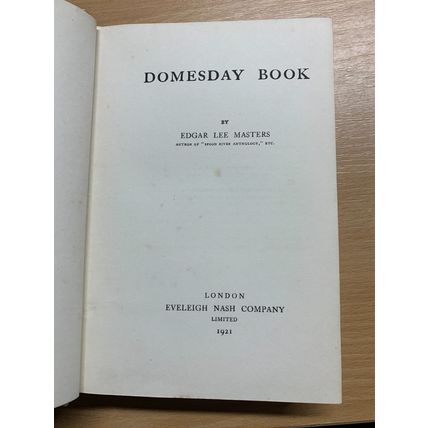 DOMESDAY BOOK
BY
EDGAR LEE MASTERS
AUTHOR OF "SPOON RIVER ANTHOLOGY," ETC.
LONDON
EVELEIGH NASH COMPANY
LIMITED
1921